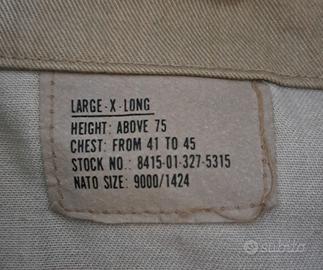 LARGE-X-LONG
HEIGHT: ABOVE 75
CHEST: FROM 41 TO 45
STOCK NO.: 8415-01-327-5315
NATO SIZE: 9000/1424
subito